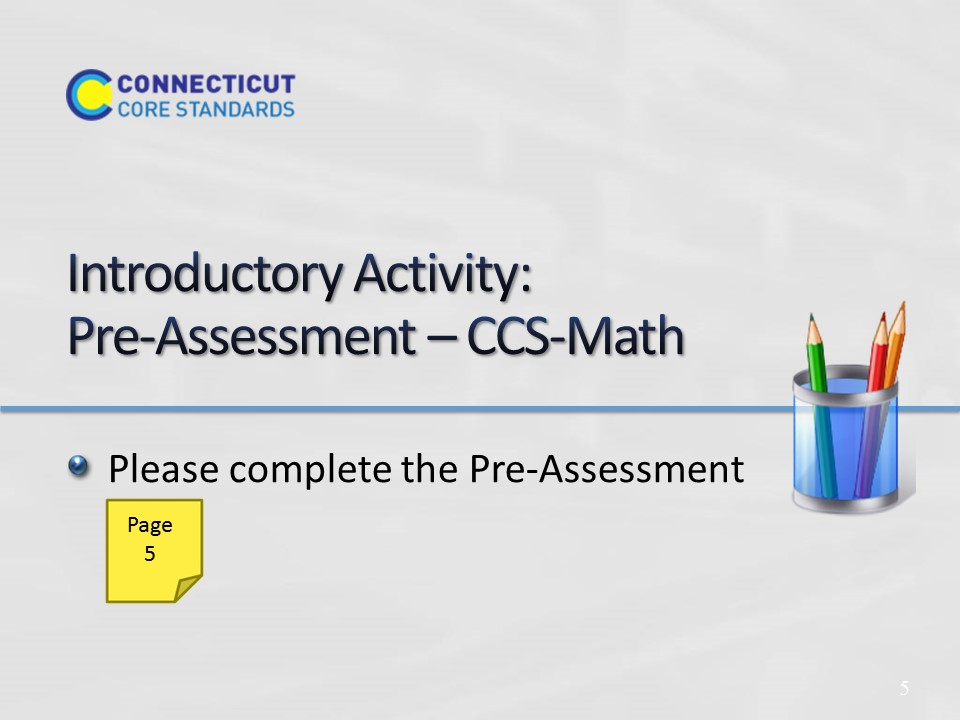 CONNECTICUT
CORE STANDARDS
Introductory Activity:
Pre-Assessment – CCS-Math
Please complete the Pre-Assessment
Page
5
5